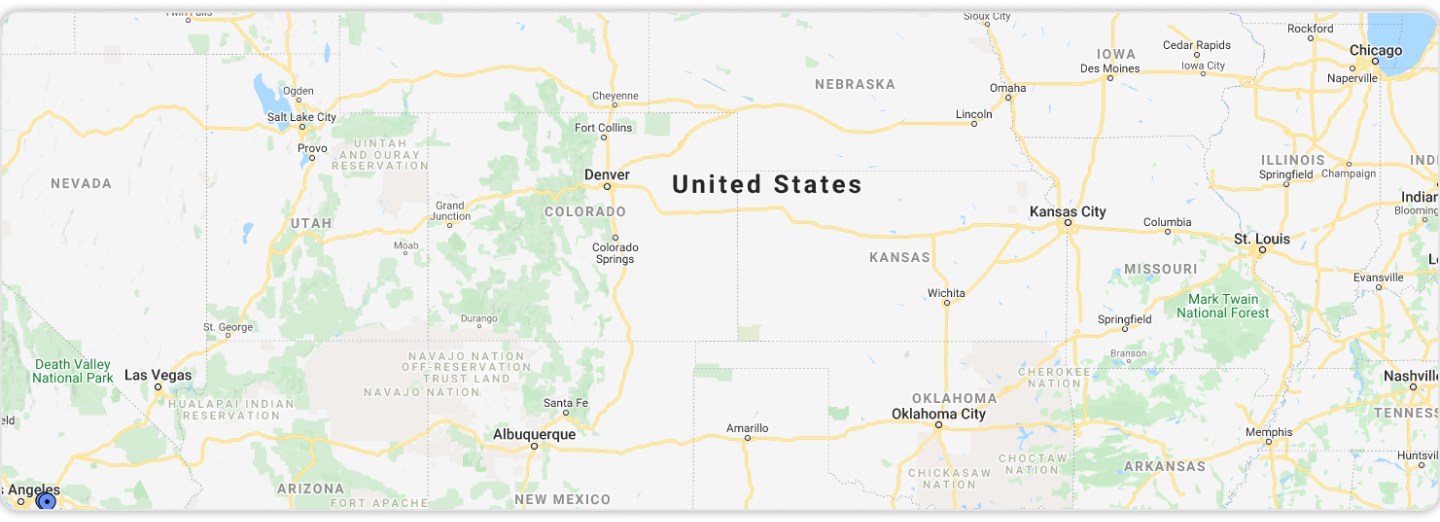 Twin Falls
Sioux City
Rockford
Chicago
Cedar Rapids
IOWA
Iowa City
Des Moines
Naperville
NEBRASKA
Omaha
Ogden
Cheyenne
Lincoln
Salt Lake City
Fort Collins
Provo
UINTAH
AND OURAY
RESERVATION
ILLINOIS
Springfield
Champaign
INDI
NEVADA
Denver
United States
Indian
Blooming
Grand
Junction
COLORADO
Kansas City
Columbia
UTAH
Moab
Colorado
Springs
St. Louis
KANSAS
MISSOURI
L
Evansville
Wichita
Mark Twain
National Forest
Springfield
Durango
St. George
Branson
Death Valley
National Park
Las Vegas
NAVAJO NATION
OFF-RESERVATION
TRUST LAND
NAVAJO NATION
CHEROKEE
NATION
Nashville
HUALAPAI INDIAN
RESERVATION
Santa Fe
OKLAHOMA
Oklahoma City
TENNESS
eld
Albuquerque
Amarillo
Memphis
Huntsvil
CHOCTAW
NATION
CHICKASAW
NATION
ARKANSAS
s Angeles
ARIZONA
FORT APACHE
NEW MEXICO